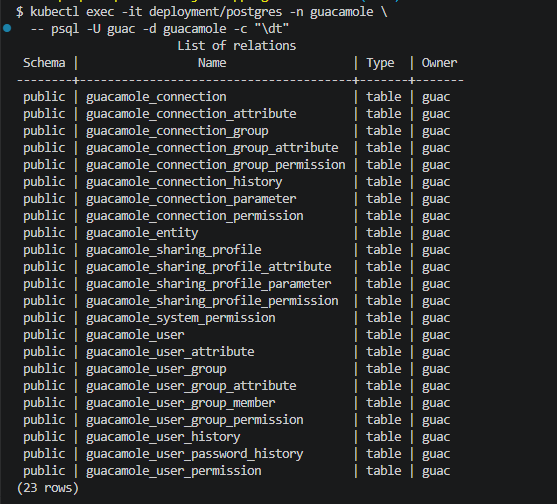 $ kubectl exec -it deployment/postgres -n guacamole \
  -- psql -U guac -d guacamole -c "\dt"
                      List of relations
 Schema |                 Name                  | Type  | Owner
--------+---------------------------------------+-------+-------
 public | guacamole_connection                  | table | guac
 public | guacamole_connection_attribute        | table | guac
 public | guacamole_connection_group            | table | guac
 public | guacamole_connection_group_attribute  | table | guac
 public | guacamole_connection_group_permission | table | guac
 public | guacamole_connection_history          | table | guac
 public | guacamole_connection_parameter        | table | guac
 public | guacamole_connection_permission       | table | guac
 public | guacamole_entity                      | table | guac
 public | guacamole_sharing_profile             | table | guac
 public | guacamole_sharing_profile_attribute   | table | guac
 public | guacamole_sharing_profile_parameter   | table | guac
 public | guacamole_sharing_profile_permission  | table | guac
 public | guacamole_system_permission           | table | guac
 public | guacamole_user                        | table | guac
 public | guacamole_user_attribute              | table | guac
 public | guacamole_user_group                  | table | guac
 public | guacamole_user_group_attribute        | table | guac
 public | guacamole_user_group_member           | table | guac
 public | guacamole_user_group_permission       | table | guac
 public | guacamole_user_history                | table | guac
 public | guacamole_user_password_history       | table | guac
 public | guacamole_user_permission             | table | guac
(23 rows)